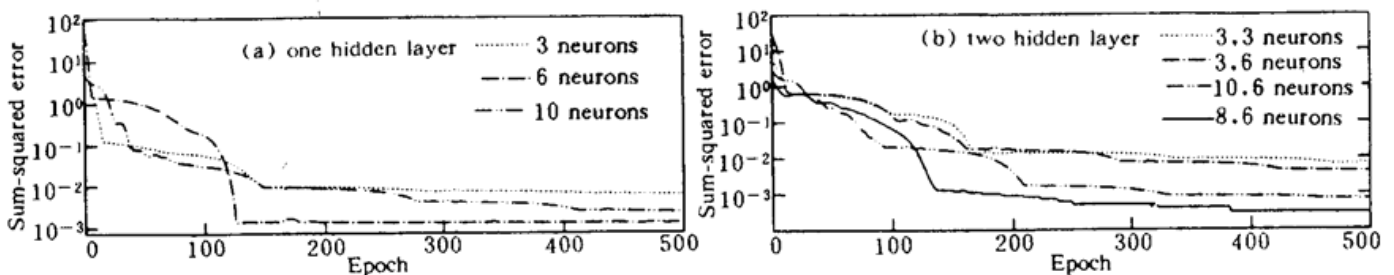 Sum-squared error
10²
10¹
10⁰
10⁻¹
10⁻²
10⁻³
(a) one hidden layer
3 neurons
6 neurons
10 neurons
0 100 200 300 400 500
Epoch
Sum-squared error
10²
10¹
10⁰
10⁻¹
10⁻²
10⁻³
(b) two hidden layer
3.3 neurons
3.6 neurons
10.6 neurons
8.6 neurons
0 100 200 300 400 500
Epoch